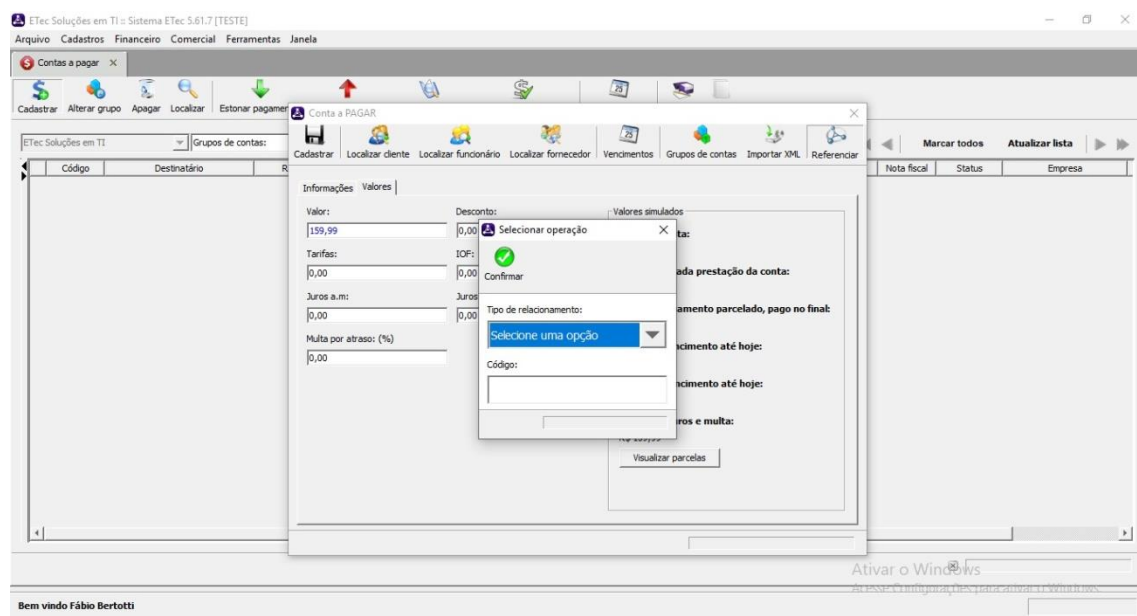 ETec Soluções em TI :: Sistema ETec 5.61.7 [TESTE]
Arquivo Cadastros Financeiro Comercial Ferramentas Janela
Contas a pagar
Cadastrar Alterar grupo Apagar Localizar Estonar pagamen
Conta a PAGAR
Cadastrar Localizar cliente Localizar funcionário Localizar fornecedor Vencimentos Grupos de contas Importar XML Referenciar
ETec Soluções em TI Grupos de contas: Marcar todos Atualizar lista
Código Destinatário R Nota fiscal Status Empresa
Informações Valores
Valor: Desconto: Valores simulados
159,99 0,00 Selecionar operação ta:
Tarifas: IOF:
0,00 0,00 Confirmar ada prestação da conta:
Juros a.m: Juros
0,00 0,00 Tipo de relacionamento: amento parcelado, pago no final:
Selecione uma opção
Multa por atraso: (%) ncimento até hoje:
0,00
Código:
ncimento até hoje:
ros e multa:
Visualizar parcelas
Ativar o Windows
Acesse Configurações para ativar o Windows.
Bem vindo Fábio Bertotti